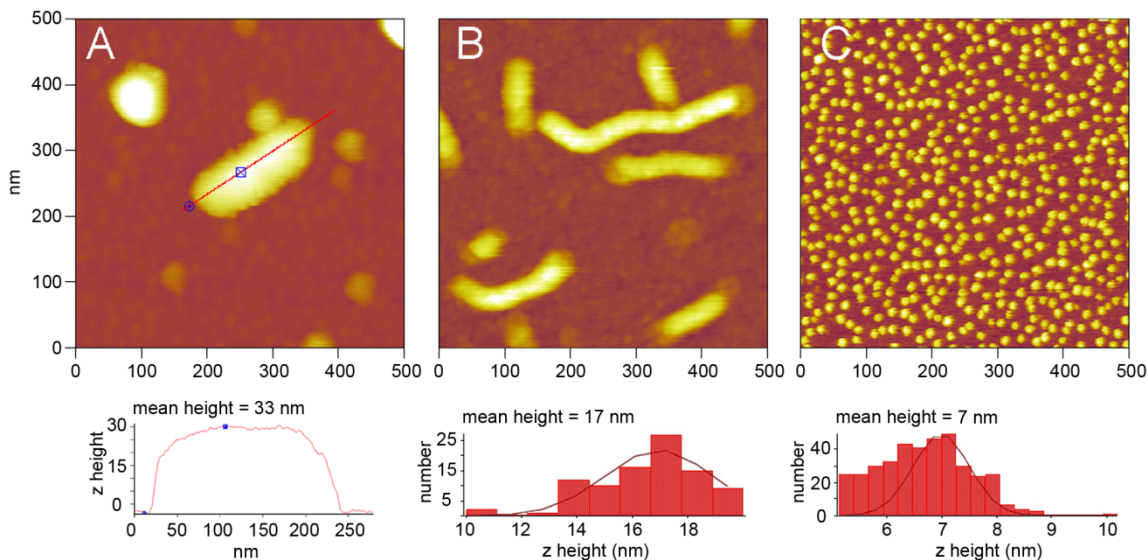 A
B
C
nm
500
400
300
200
100
0
0 100 200 300 400 500
0 100 200 300 400 500
0 100 200 300 400 500
mean height = 33 nm
z height
30
15
0
0 50 100 150 200 250
nm
mean height = 17 nm
number
25
15
5
10 14 16 18
z height (nm)
mean height = 7 nm
number
40
20
0
6 7 8 9 10
z height (nm)